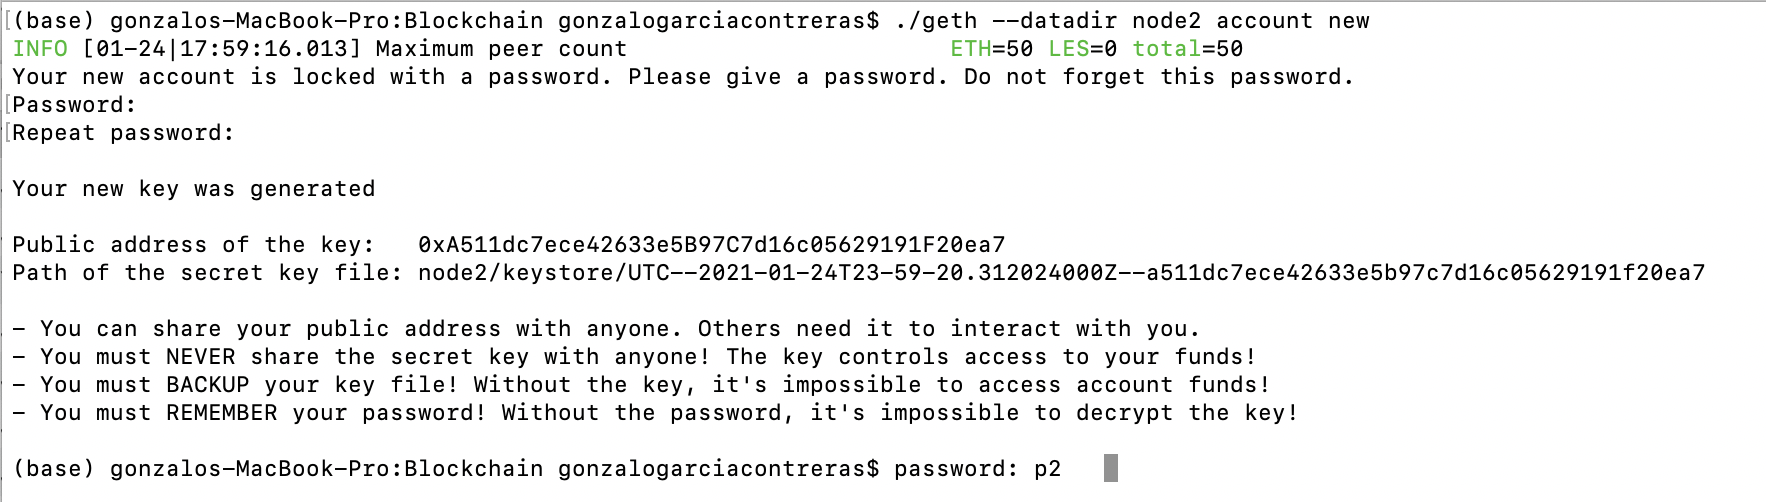 (base) gonzalos-MacBook-Pro:Blockchain gonzalogarciacontreras$ ./geth --datadir node2 account new
INFO [01-24|17:59:16.013] Maximum peer count ETH=50 LES=0 total=50
Your new account is locked with a password. Please give a password. Do not forget this password.
Password:
Repeat password:
Your new key was generated
Public address of the key: 0xA511dc7ece42633e5B97C7d16c05629191F20ea7
Path of the secret key file: node2/keystore/UTC--2021-01-24T23-59-20.312024000Z--a511dc7ece42633e5b97c7d16c05629191f20ea7
- You can share your public address with anyone. Others need it to interact with you.
- You must NEVER share the secret key with anyone! The key controls access to your funds!
- You must BACKUP your key file! Without the key, it's impossible to access account funds!
- You must REMEMBER your password! Without the password, it's impossible to decrypt the key!
(base) gonzalos-MacBook-Pro:Blockchain gonzalogarciacontreras$ password: p2